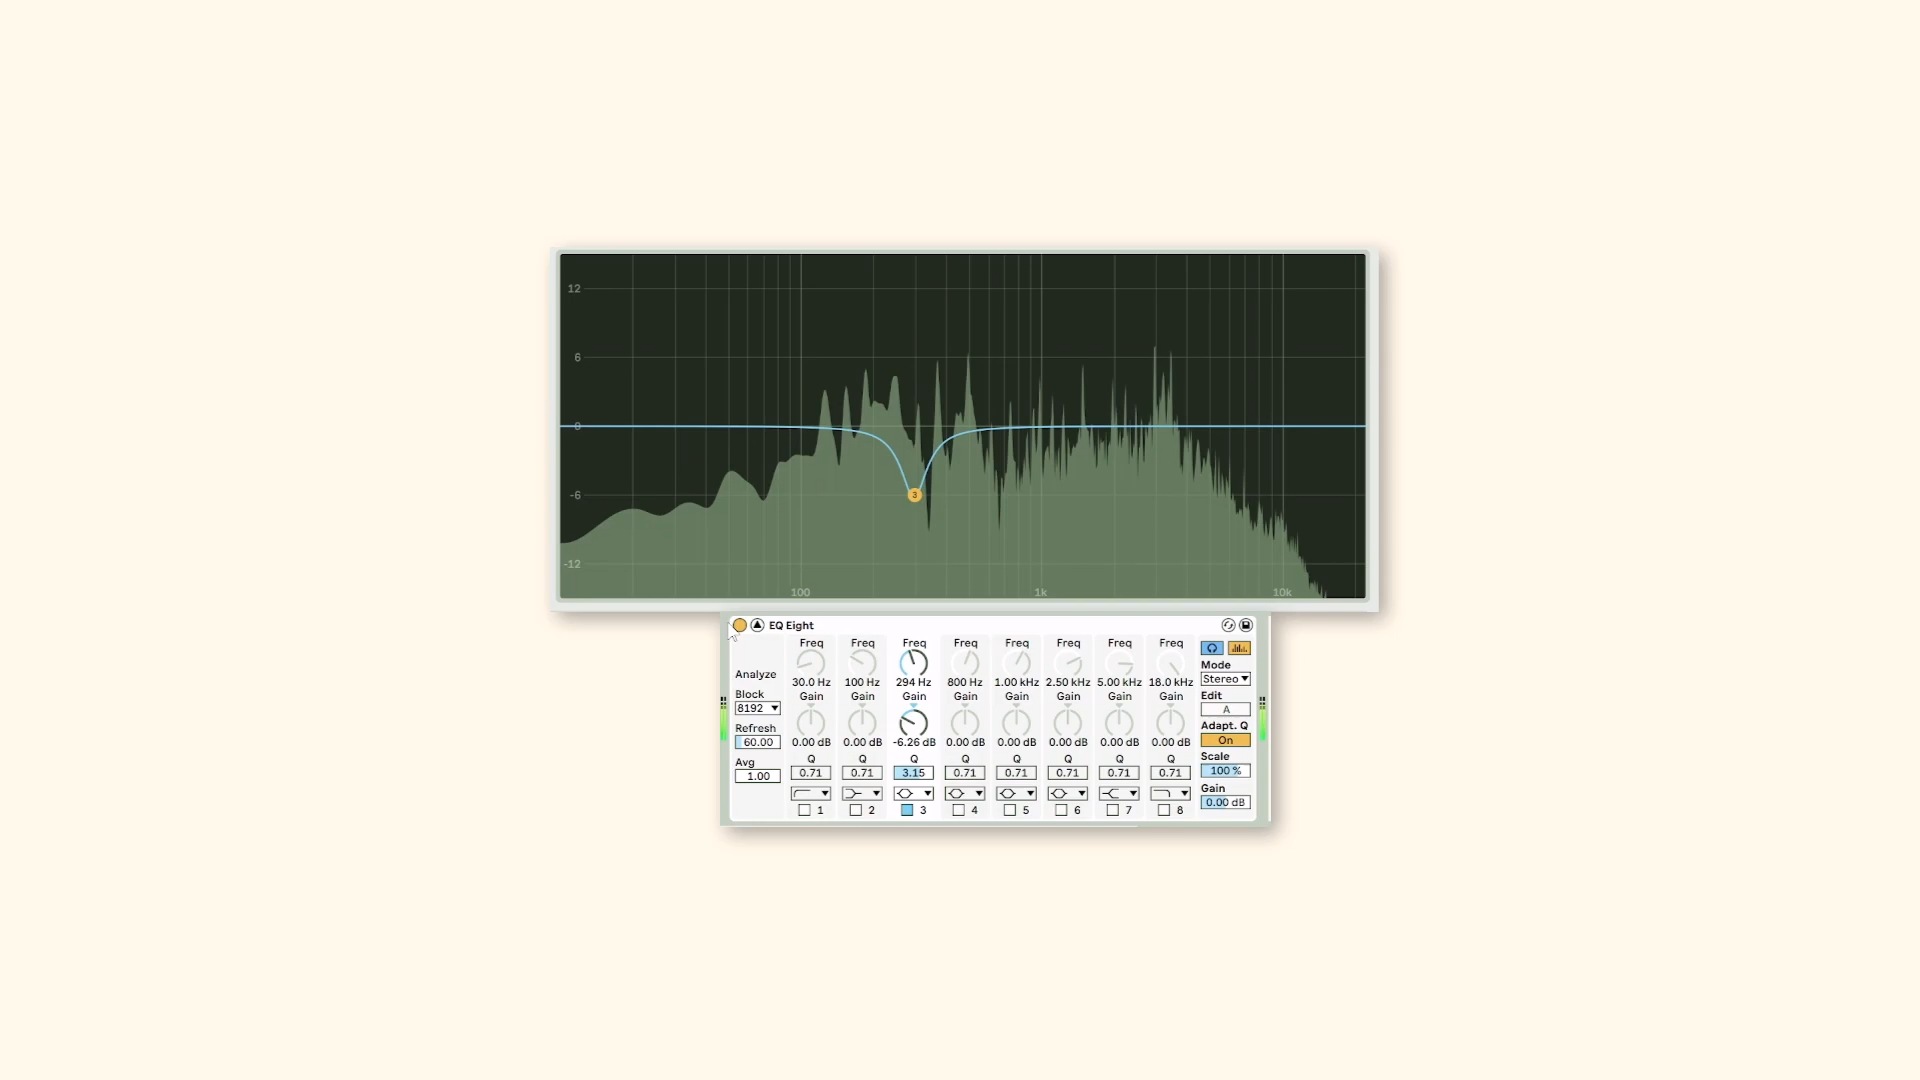 12
6
0
-6
-12
100 1k 10k
3
EQ Eight
Freq Freq Freq Freq Freq Freq Freq Freq
30.0 Hz 100 Hz 294 Hz 800 Hz 1.00 kHz 2.50 kHz 5.00 kHz 18.0 kHz
Gain Gain Gain Gain Gain Gain Gain Gain
0.00 dB 0.00 dB -6.26 dB 0.00 dB 0.00 dB 0.00 dB 0.00 dB 0.00 dB
Q Q Q Q Q Q Q Q
0.71 0.71 3.15 0.71 0.71 0.71 0.71 0.71
1 2 3 4 5 6 7 8
Analyze
Block
8192
Refresh
60.00
Avg
1.00
Mode
Stereo
Edit
A
Adapt. Q
On
Scale
100 %
Gain
0.00 dB